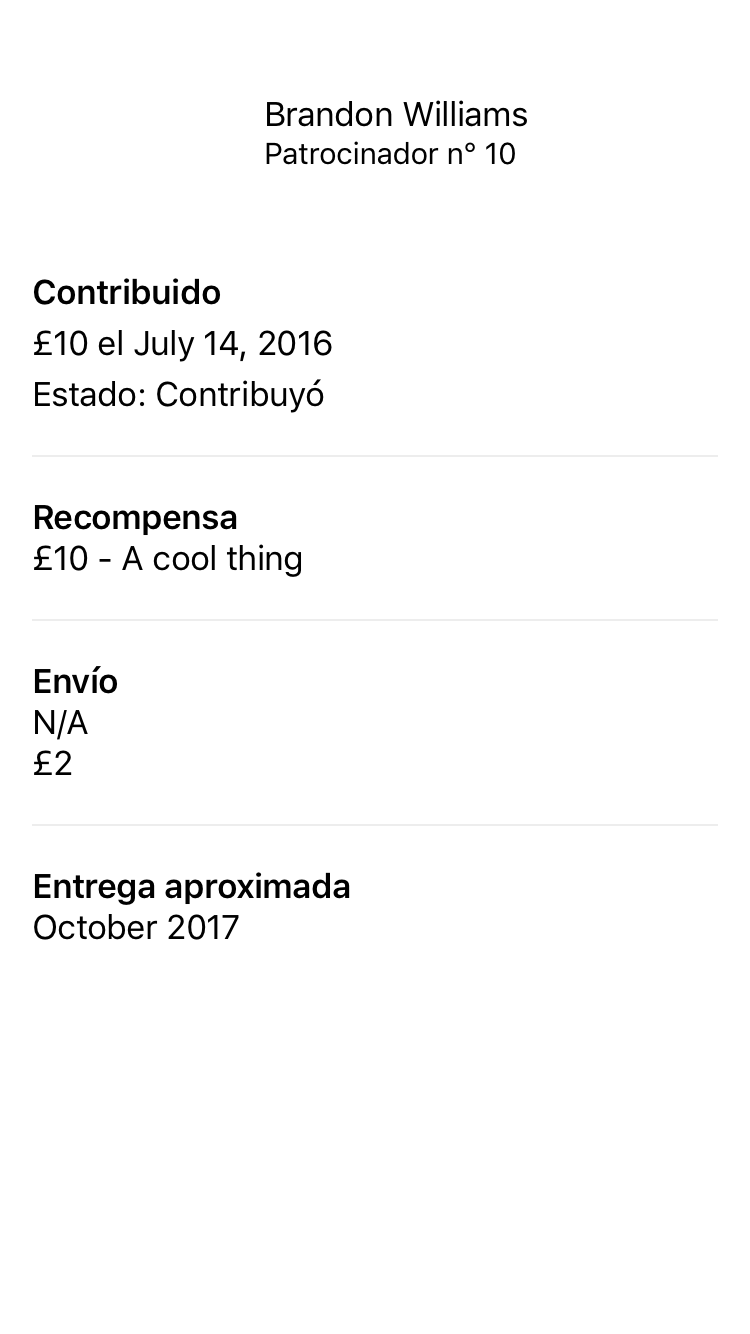 Brandon Williams
Patrocinador n° 10
Contribuido
£10 el July 14, 2016
Estado: Contribuyó
Recompensa
£10 - A cool thing
Envío
N/A
£2
Entrega aproximada
October 2017